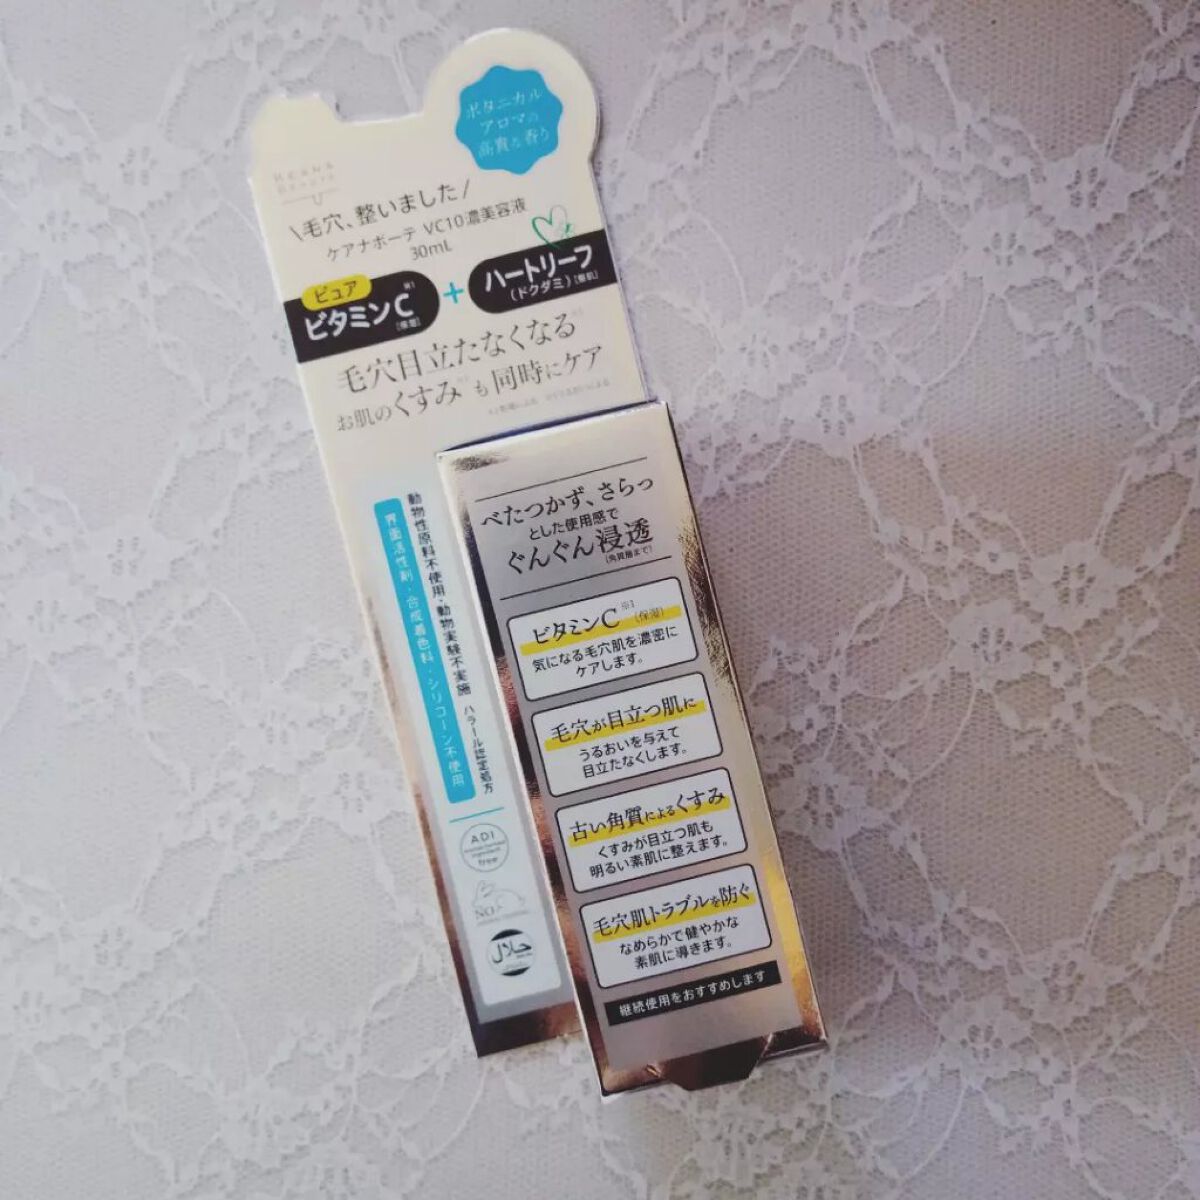 ボタニカル
アロマの
高貴な香り
KEANA
BEAUTE
\毛穴、整いました/
ケアナボーテ VC10濃美容液
30mL
ピュア
ビタミンC※1
[保湿]
+
ハートリーフ
(ドクダミ)[整肌]
毛穴目立たなくなる
お肌のくすみ も同時にケア
動物性原料不使用・動物実験不実施 ハラール認定処方
界面活性剤・合成着色料・シリコーン不使用
ADI
free
NO
حلال
べたつかず、さらっ
とした使用感で
ぐんぐん浸透
[角質層まで]
ビタミンC※1(保湿)
気になる毛穴肌を濃密に
ケアします。
毛穴が目立つ肌に
うるおいを与えて
目立たなくします。
古い角質によるくすみ
くすみが目立つ肌も
明るい素肌に整えます。
毛穴肌トラブルを防ぐ
なめらかで健やかな
素肌に導きます。
継続使用をおすすめします